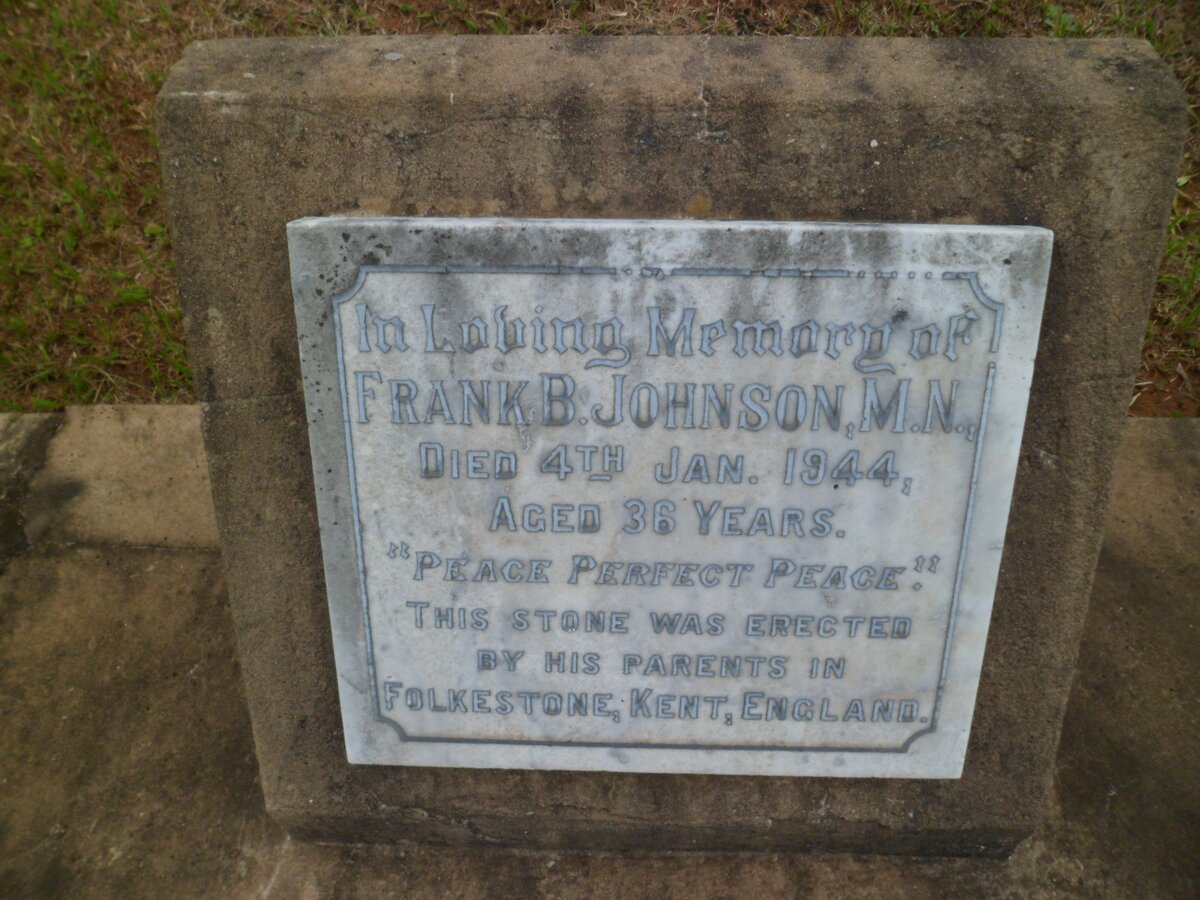 In Loving Memory of
FRANK B. JOHNSON, M.N.,
DIED 4TH JAN. 1944,
AGED 36 YEARS.
"PEACE PERFECT PEACE."
THIS STONE WAS ERECTED
BY HIS PARENTS IN
FOLKESTONE, KENT, ENGLAND.